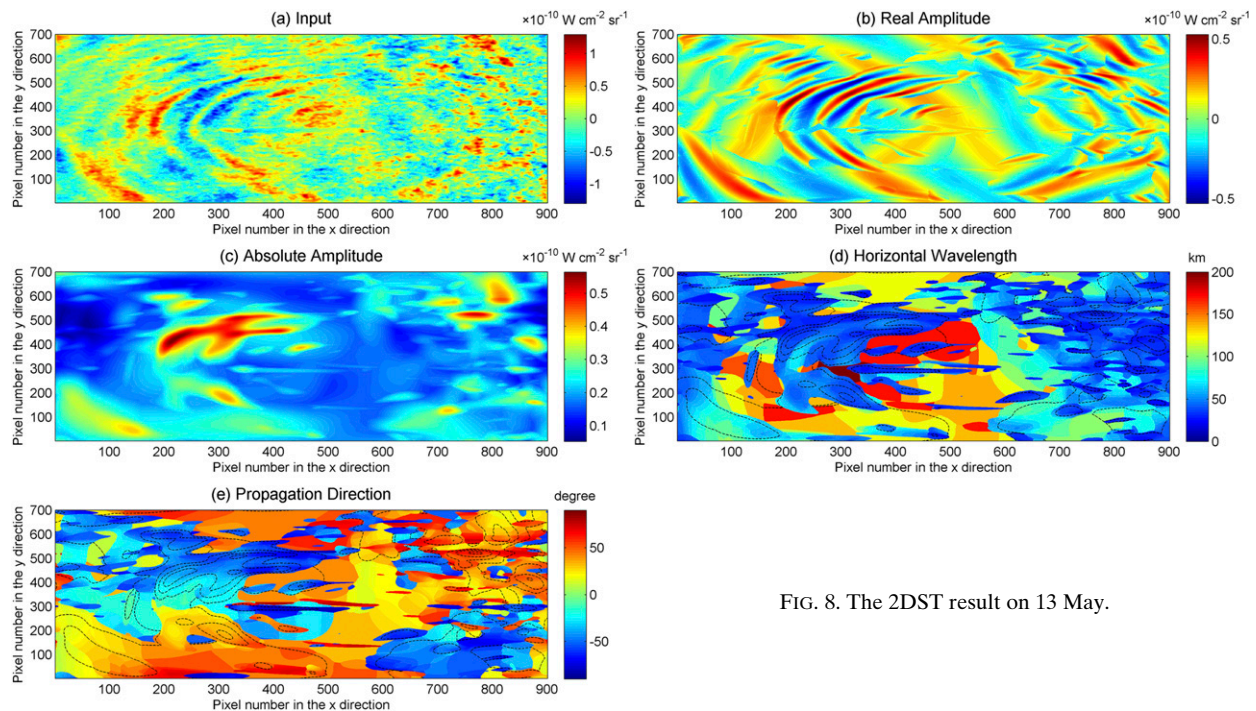 (a) Input
×10⁻¹⁰ W cm⁻² sr⁻¹
Pixel number in the y direction
700
600
500
400
300
200
100
100 200 300 400 500 600 700 800 900
Pixel number in the x direction
1
0.5
0
-0.5
-1
(b) Real Amplitude
×10⁻¹⁰ W cm⁻² sr⁻¹
Pixel number in the y direction
700
600
500
400
300
200
100
100 200 300 400 500 600 700 800 900
Pixel number in the x direction
0.5
0
-0.5
(c) Absolute Amplitude
×10⁻¹⁰ W cm⁻² sr⁻¹
Pixel number in the y direction
700
600
500
400
300
200
100
100 200 300 400 500 600 700 800 900
Pixel number in the x direction
0.5
0.4
0.3
0.2
0.1
(d) Horizontal Wavelength
km
Pixel number in the y direction
700
600
500
400
300
200
100
100 200 300 400 500 600 700 800 900
Pixel number in the x direction
200
150
100
50
0
(e) Propagation Direction
degree
Pixel number in the y direction
700
600
500
400
300
200
100
100 200 300 400 500 600 700 800 900
Pixel number in the x direction
50
0
-50
FIG. 8. The 2DST result on 13 May.